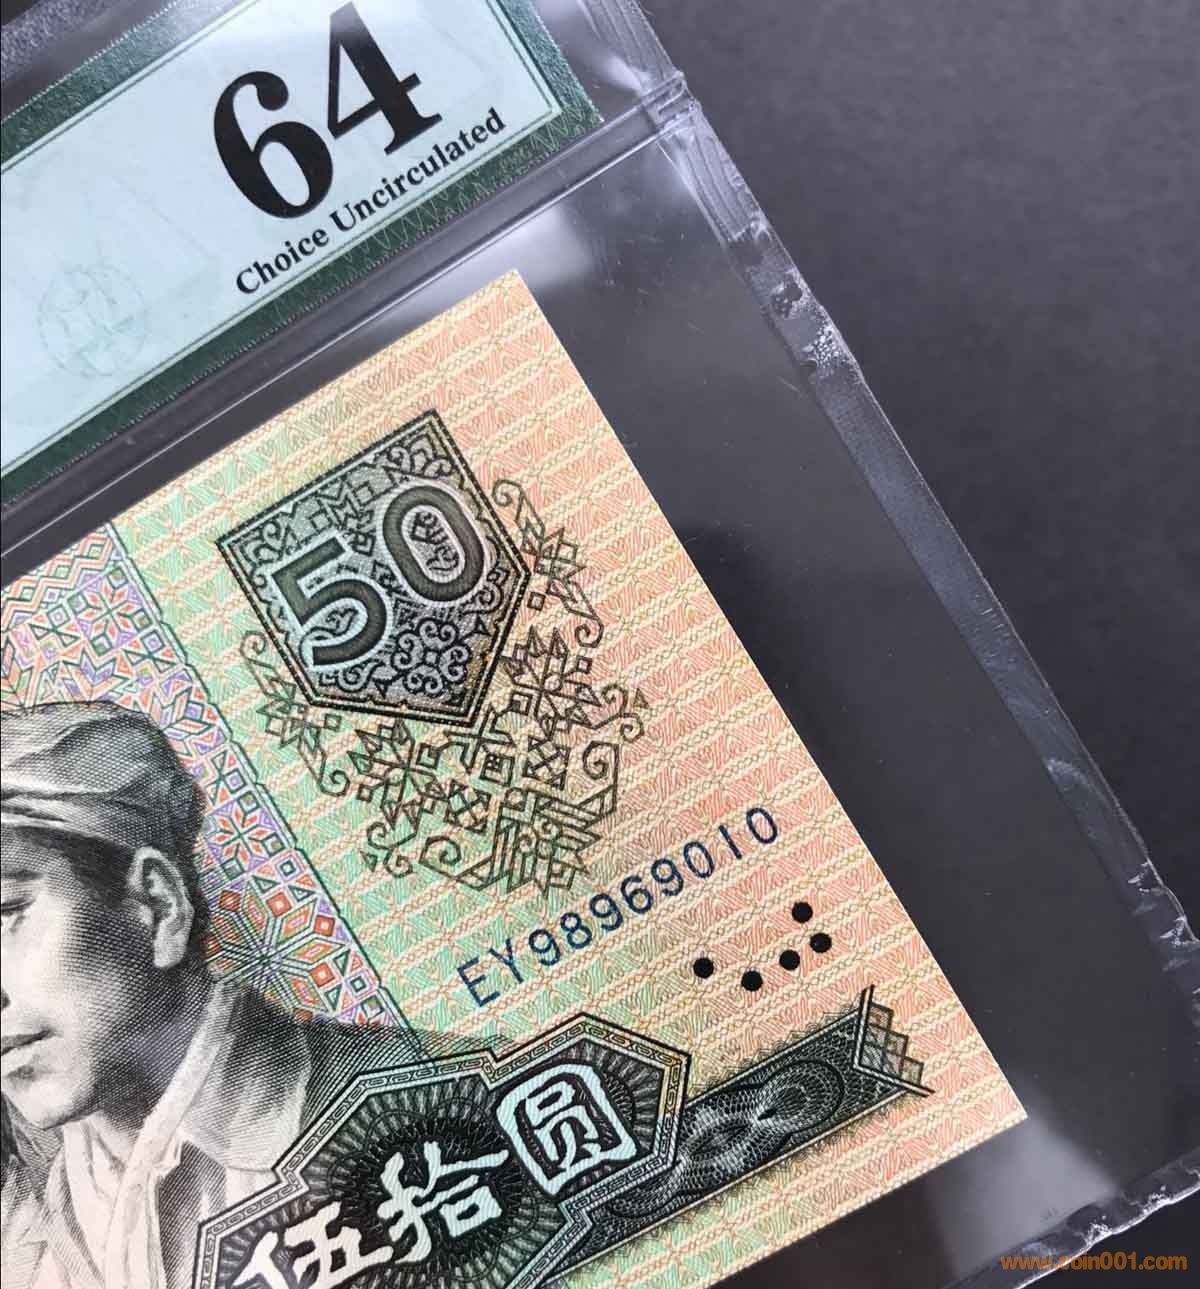 64
Choice Uncirculated
50
EY98969010
伍拾圆
www.coin001.com